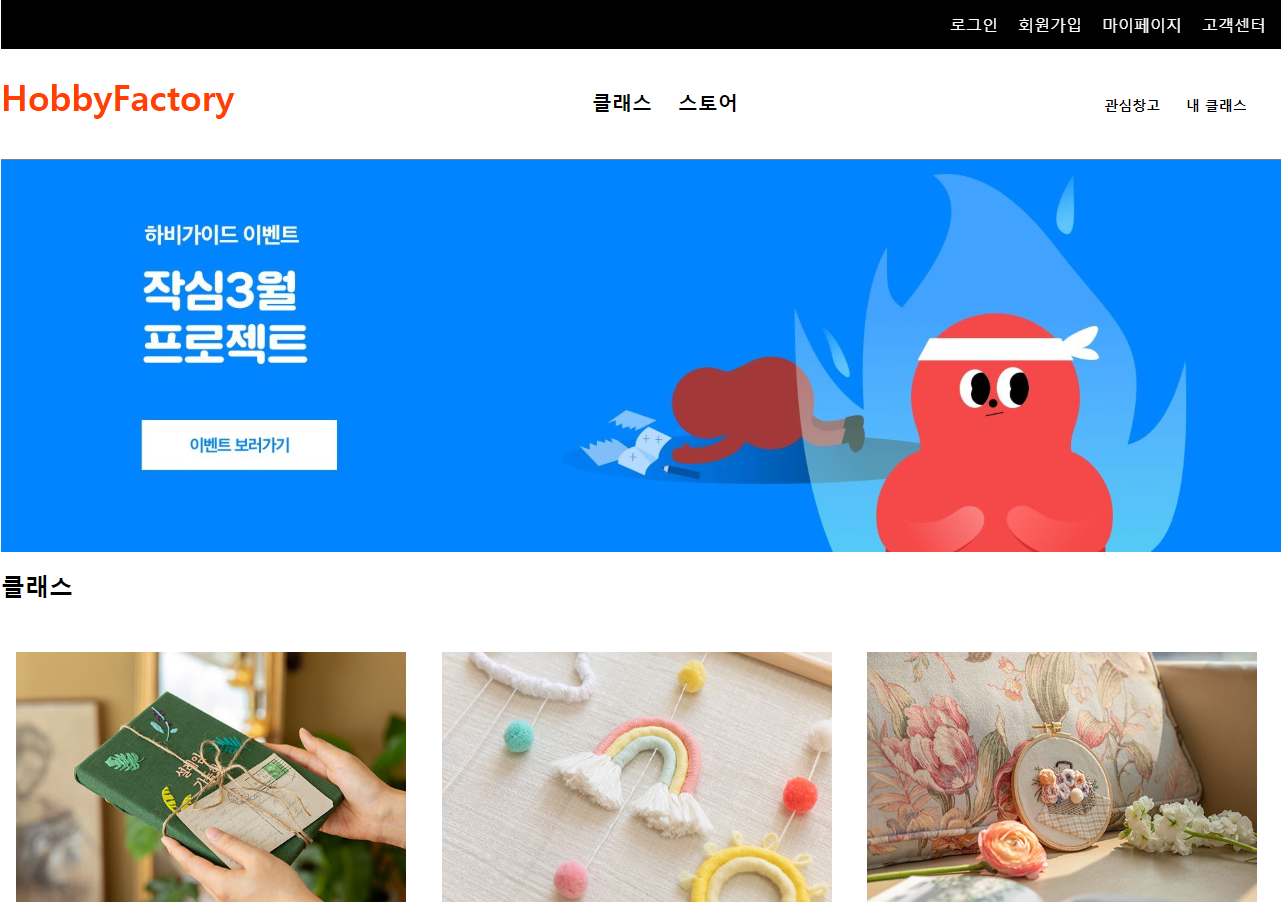 로그인 회원가입 마이페이지 고객센터
HobbyFactory
클래스 스토어
관심창고 내 클래스
하비가이드 이벤트
작심3월
프로젝트
이벤트 보러가기
클래스